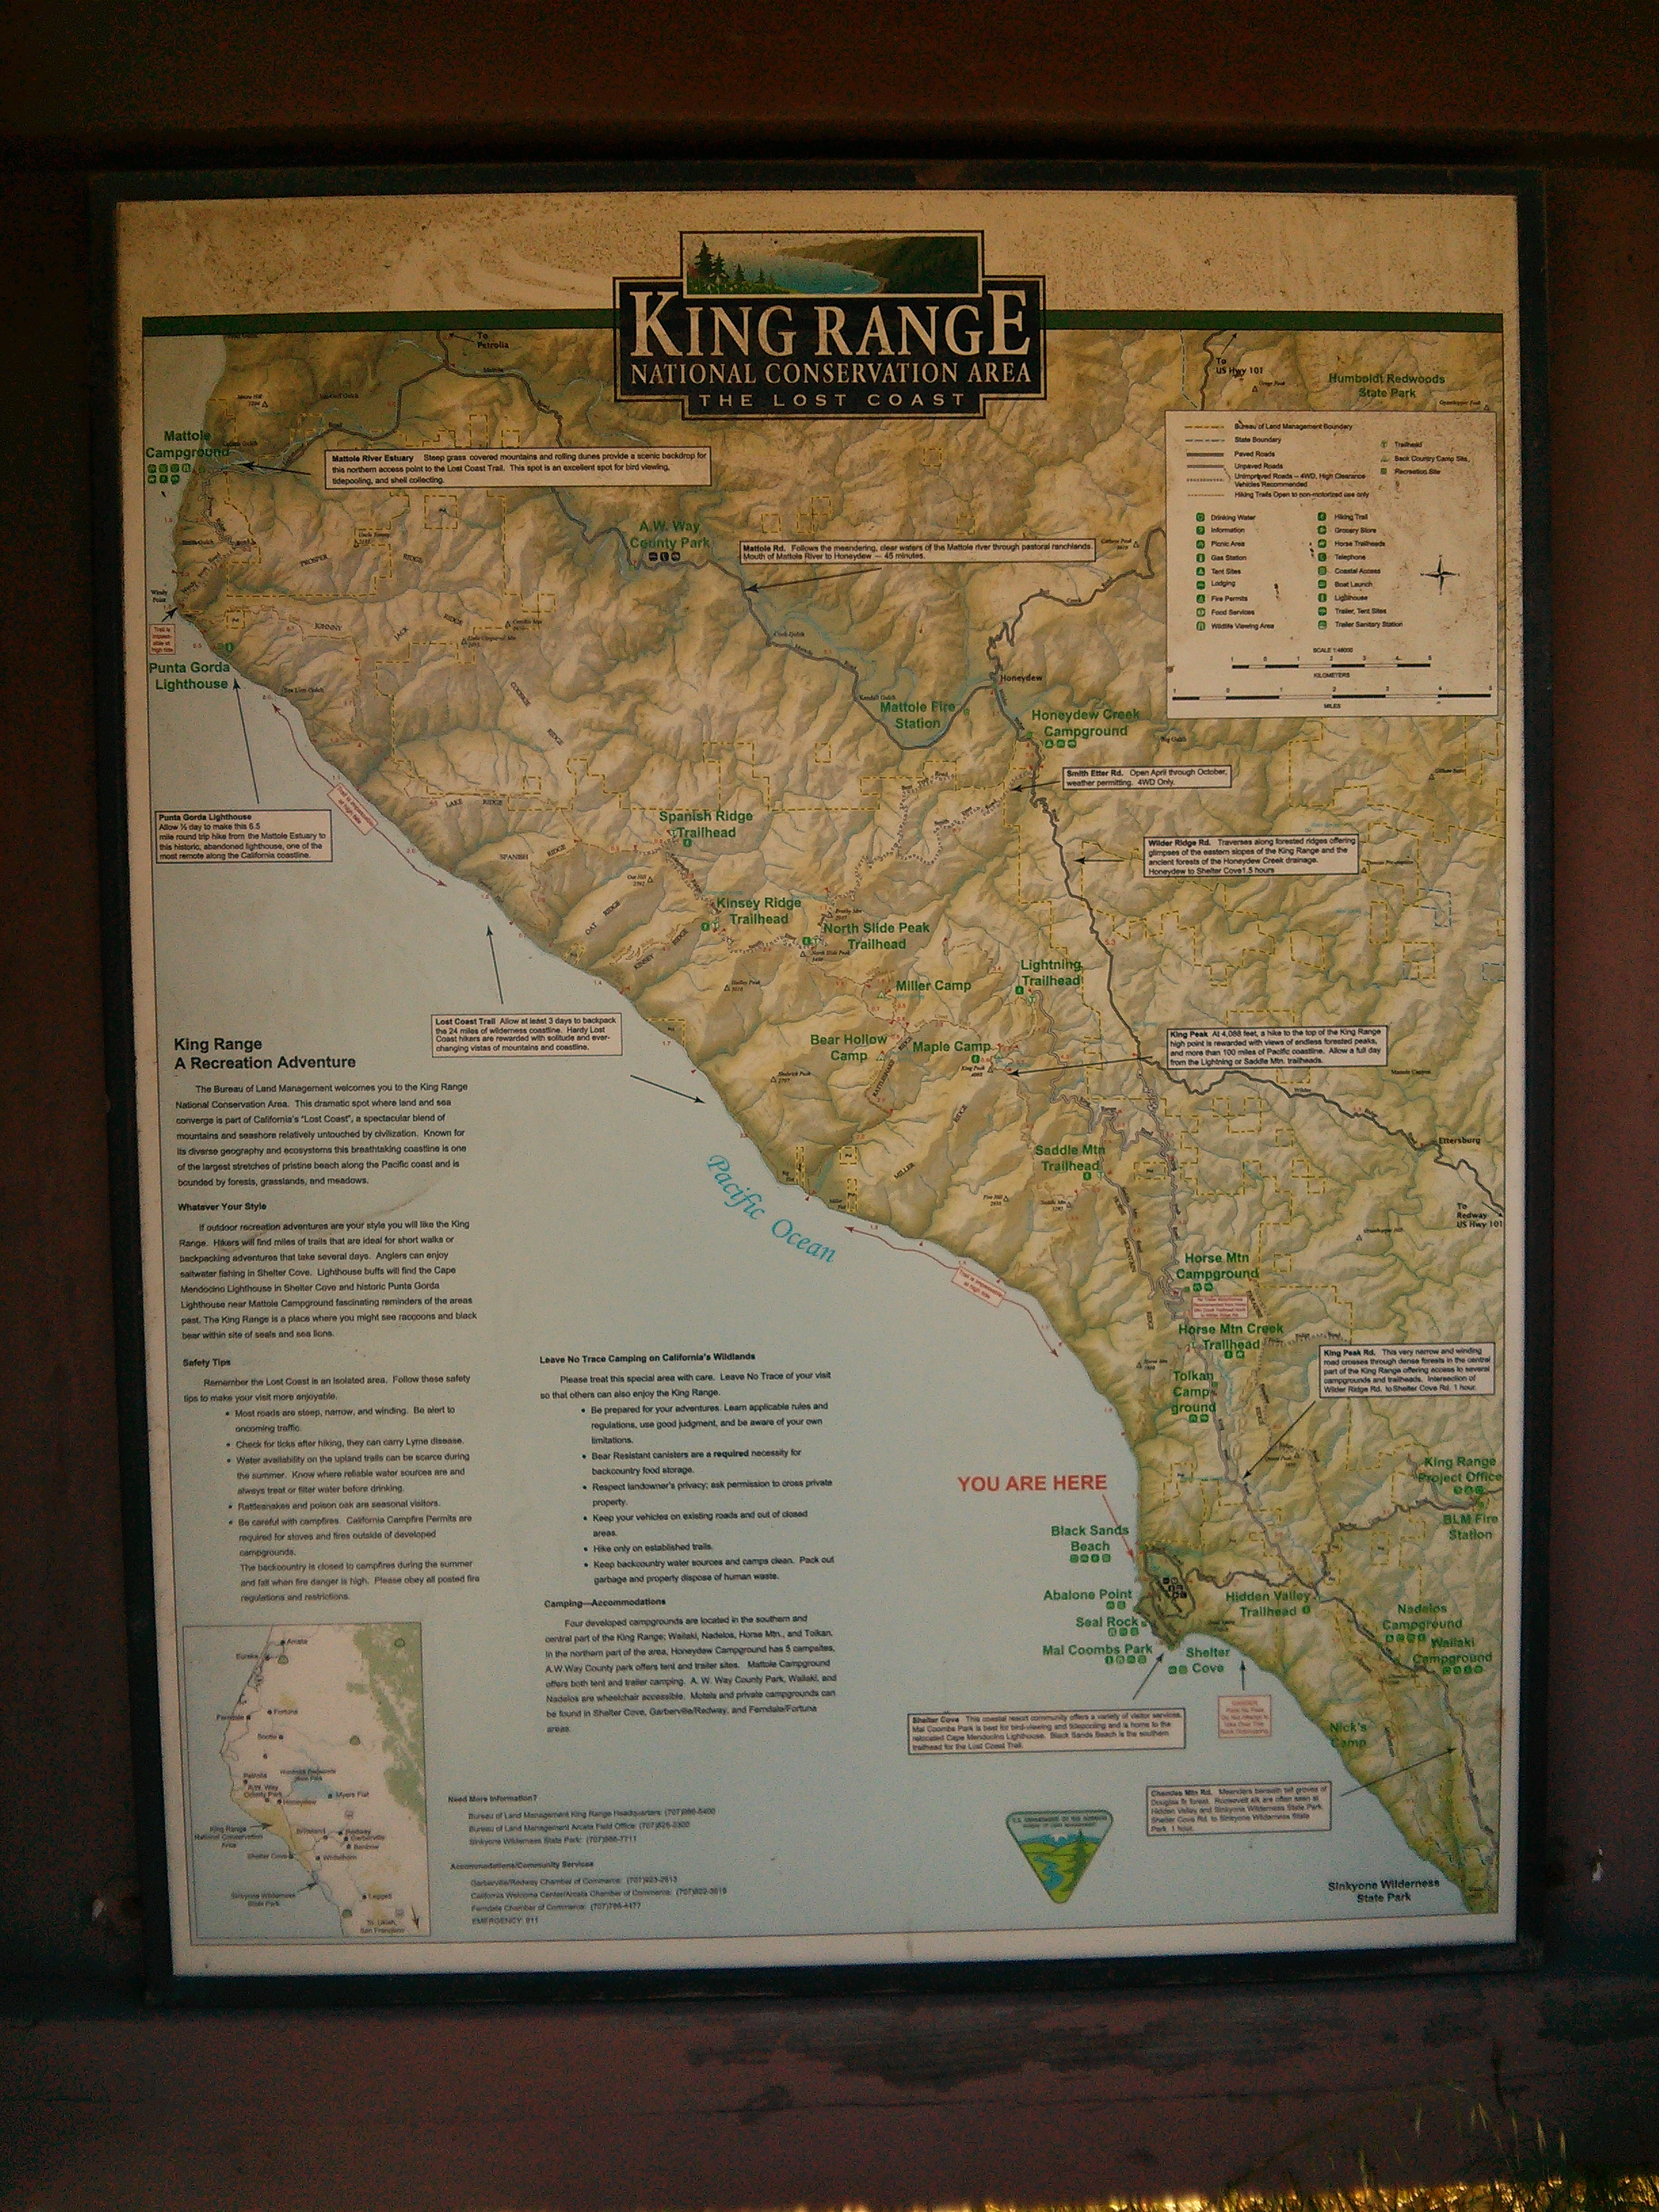 KING RANGE
NATIONAL CONSERVATION AREA
THE LOST COAST
To
Petrolia
To
US Hwy 101
Humboldt Redwoods
State Park
Mattole
Campground
Mattole River Estuary Steep grass covered mountains and rolling dunes provide a scenic backdrop for
this northern access point to the Lost Coast Trail. This spot is an excellent spot for bird viewing,
tidepooling, and shell collecting.
Bureau of Land Management Boundary
State Boundary
Paved Roads
Unpaved Roads
Unimproved Roads – 4WD, High Clearance
Vehicles Recommended
Hiking Trails Open to non-motorized use only
Trailhead
Back Country Camp Site
Recreation Site
Drinking Water
Information
Picnic Area
Gas Station
Tent Sites
Lodging
Fire Permits
Food Services
Wildlife Viewing Area
Hiking Trail
Grocery Store
Horse Trailheads
Telephone
Coastal Access
Boat Launch
Lighthouse
Trailer, Tent Sites
Trailer Sanitary Station
SCALE 1:48000
KILOMETERS
MILES
A.W. Way
County Park
Mattole Rd. Follows the meandering, clear waters of the Mattole river through pastoral ranchlands.
Mouth of Mattole River to Honeydew — 45 minutes.
PROSPER
RIDGE
Windy
Point
Trail is
impass-
able at
high tide
JOHNNY
JACK
RIDGE
Punta Gorda
Lighthouse
COOSKIE
RIDGE
Honeydew
Mattole Fire
Station
Honeydew Creek
Campground
Smith Etter Rd. Open April through October,
weather permitting. 4WD Only.
Punta Gorda Lighthouse
Allow ½ day to make this 6.5
mile round trip hike from the Mattole Estuary to
this historic, abandoned lighthouse, one of the
most remote along the California coastline.
Trail is impassable
at high tide
LAKE RIDGE
Spanish Ridge
Trailhead
SPANISH RIDGE
Wilder Ridge Rd. Traverses along forested ridges offering
glimpses of the eastern slopes of the King Range and the
ancient forests of the Honeydew Creek drainage.
Honeydew to Shelter Cove1.5 hours
OAT RIDGE
KINSEY RIDGE
Kinsey Ridge
Trailhead
North Slide Peak
Trailhead
Lightning
Trailhead
Miller Camp
Bear Hollow
Camp
Maple Camp
King Peak At 4,088 feet, a hike to the top of the King Range
high point is rewarded with views of endless forested peaks,
and more than 100 miles of Pacific coastline. Allow a full day
from the Lightning or Saddle Mtn. trailheads.
Lost Coast Trail Allow at least 3 days to backpack
the 24 miles of wilderness coastline. Hardy Lost
Coast hikers are rewarded with solitude and ever-
changing vistas of mountains and coastline.
RATTLESNAKE
RIDGE
MILLER
RIDGE
Saddle Mtn
Trailhead
Ettersburg
To
Redway
US Hwy 101
Pacific Ocean
King Range
A Recreation Adventure
The Bureau of Land Management welcomes you to the King Range
National Conservation Area. This dramatic spot where land and sea
converge is part of California's "Lost Coast", a spectacular blend of
mountains and seashore relatively untouched by civilization. Known for
its diverse geography and ecosystems this breathtaking coastline is one
of the largest stretches of pristine beach along the Pacific coast and is
bounded by forests, grasslands, and meadows.
Whatever Your Style
If outdoor recreation adventures are your style you will like the King
Range. Hikers will find miles of trails that are ideal for short walks or
backpacking adventures that take several days. Anglers can enjoy
saltwater fishing in Shelter Cove. Lighthouse buffs will find the Cape
Mendocino Lighthouse in Shelter Cove and historic Punta Gorda
Lighthouse near Mattole Campground fascinating reminders of the areas
past. The King Range is a place where you might see racoons and black
bear within site of seals and sea lions.
Safety Tips
Remember the Lost Coast is an isolated area. Follow these safety
tips to make your visit more enjoyable.
• Most roads are steep, narrow, and winding. Be alert to
oncoming traffic.
• Check for ticks after hiking, they can carry Lyme disease.
• Water availability on the upland trails can be scarce during
the summer. Know where reliable water sources are and
always treat or filter water before drinking.
• Rattlesnakes and poison oak are seasonal visitors.
• Be careful with campfires. California Campfire Permits are
required for stoves and fires outside of developed
campgrounds.
The backcountry is closed to campfires during the summer
and fall when fire danger is high. Please obey all posted fire
regulations and restrictions.
Leave No Trace Camping on California's Wildlands
Please treat this special area with care. Leave No Trace of your visit
so that others can also enjoy the King Range.
• Be prepared for your adventures. Learn applicable rules and
regulations, use good judgment, and be aware of your own
limitations.
• Bear Resistant canisters are a required necessity for
backcountry food storage.
• Respect landowner's privacy; ask permission to cross private
property.
• Keep your vehicles on existing roads and out of closed
areas.
• Hike only on established trails.
• Keep backcountry water sources and camps clean. Pack out
garbage and property dispose of human waste.
Camping—Accommodations
Four developed campgrounds are located in the southern and
central part of the King Range; Wailaki, Nadelos, Horse Mtn., and Tolkan.
In the northern part of the area, Honeydew Campground has 5 campsites,
A.W.Way County park offers tent and trailer sites. Mattole Campground
offers both tent and trailer camping. A. W. Way County Park, Wailaki, and
Nadelos are wheelchair accessible. Motels and private campgrounds can
be found in Shelter Cove, Garberville/Redway, and Ferndale/Fortuna
areas.
Trail is impassable
at high tide
Horse Mtn
Campground
Horse Mtn Creek
Trailhead
Tolkan
Camp-
ground
King Peak Rd. This very narrow and winding
road crosses through dense forests in the central
part of the King Range offering access to several
campgrounds and trailheads. Intersection of
Wilder Ridge Rd. to Shelter Cove Rd. 1 hour.
YOU ARE HERE
King Range
Project Office
BLM Fire
Station
Black Sands
Beach
Abalone Point
Seal Rock
Mal Coombs Park
Shelter
Cove
Hidden Valley
Trailhead
Nadelos
Campground
Wailaki
Campground
Shelter Cove This coastal resort community offers a variety of visitor services.
Mal Coombs Park is best for bird-viewing and tidepooling and is home to the
relocated Cape Mendocino Lighthouse. Black Sands Beach is the southern
trailhead for the Lost Coast Trail.
DANGER
Nick's
Camp
Chemise Mtn Rd. Meanders beneath tall groves of
Douglas fir forest. Roosevelt elk are often seen at
Hidden Valley and Sinkyone Wilderness State Park.
Shelter Cove Rd. to Sinkyone Wilderness State
Park 1 hour.
Sinkyone Wilderness
State Park
Need More Information?
Bureau of Land Management King Range Headquarters: (707)986-5400
Bureau of Land Management Arcata Field Office: (707)825-2300
Sinkyone Wilderness State Park: (707)986-7711
Accommodations/Community Services
Garberville/Redway Chamber of Commerce: (707)923-2613
California Welcome Center/Arcata Chamber of Commerce: (707)822-3619
Ferndale Chamber of Commerce: (707)786-4477
EMERGENCY: 911
Arcata
Eureka
Fortuna
Ferndale
Scotia
Petrolia
Humboldt Redwoods
State Park
A.W. Way
County Park
Honeydew
Myers Flat
King Range
National Conservation
Area
Redway
Garberville
Benbow
Shelter Cove
Whitethorn
Sinkyone Wilderness
State Park
Leggett
To Ukiah,
San Francisco